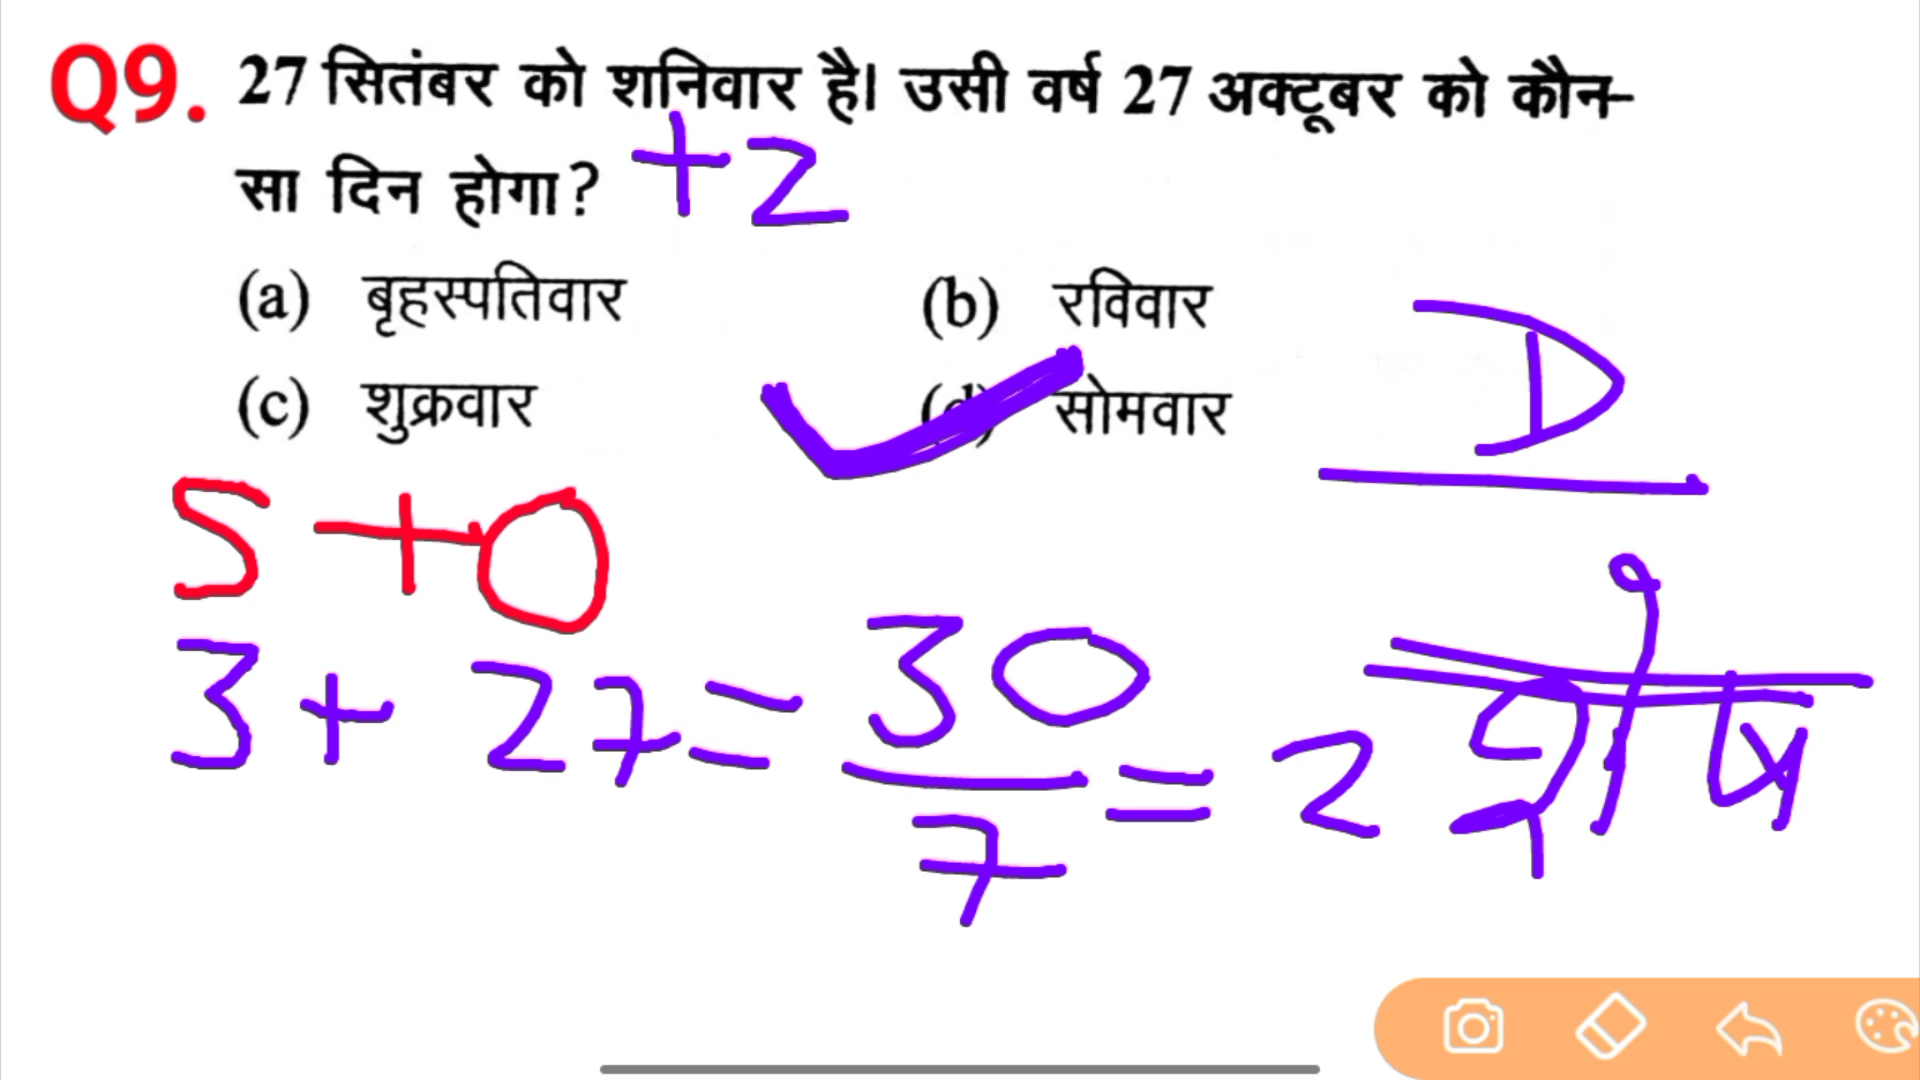 Q9. 27 सितंबर को शनिवार है। उसी वर्ष 27 अक्टूबर को कौन-
सा दिन होगा? +2
(a) बृहस्पतिवार (b) रविवार
(c) शुक्रवार (d) सोमवार
D
S+O
3+27=30/7=2